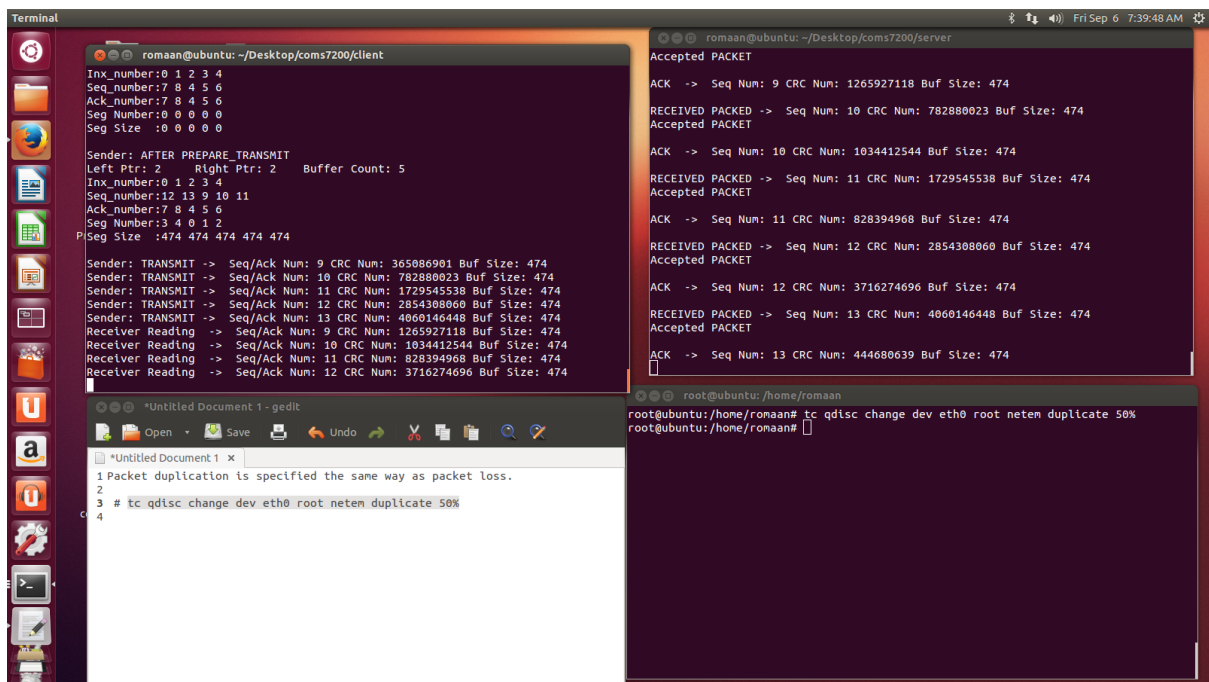 Terminal
Fri Sep 6 7:39:48 AM
romaan@ubuntu: ~/Desktop/coms7200/client
Inx_number:0 1 2 3 4
Seq_number:7 8 4 5 6
Ack_number:7 8 4 5 6
Seg Number:0 0 0 0 0
Seg Size :0 0 0 0 0
Sender: AFTER PREPARE_TRANSMIT
Left Ptr: 2 Right Ptr: 2 Buffer Count: 5
Inx_number:0 1 2 3 4
Seq_number:12 13 9 10 11
Ack_number:7 8 4 5 6
Seg Number:3 4 0 1 2
Seg Size :474 474 474 474 474
Sender: TRANSMIT -> Seq/Ack Num: 9 CRC Num: 365086901 Buf Size: 474
Sender: TRANSMIT -> Seq/Ack Num: 10 CRC Num: 782880023 Buf Size: 474
Sender: TRANSMIT -> Seq/Ack Num: 11 CRC Num: 1729545538 Buf Size: 474
Sender: TRANSMIT -> Seq/Ack Num: 12 CRC Num: 2854308060 Buf Size: 474
Sender: TRANSMIT -> Seq/Ack Num: 13 CRC Num: 4060146448 Buf Size: 474
Receiver Reading -> Seq/Ack Num: 9 CRC Num: 1265927118 Buf Size: 474
Receiver Reading -> Seq/Ack Num: 10 CRC Num: 1034412544 Buf Size: 474
Receiver Reading -> Seq/Ack Num: 11 CRC Num: 828394968 Buf Size: 474
Receiver Reading -> Seq/Ack Num: 12 CRC Num: 3716274696 Buf Size: 474
romaan@ubuntu: ~/Desktop/coms7200/server
Accepted PACKET
ACK -> Seq Num: 9 CRC Num: 1265927118 Buf Size: 474
RECEIVED PACKED -> Seq Num: 10 CRC Num: 782880023 Buf Size: 474
Accepted PACKET
ACK -> Seq Num: 10 CRC Num: 1034412544 Buf Size: 474
RECEIVED PACKED -> Seq Num: 11 CRC Num: 1729545538 Buf Size: 474
Accepted PACKET
ACK -> Seq Num: 11 CRC Num: 828394968 Buf Size: 474
RECEIVED PACKED -> Seq Num: 12 CRC Num: 2854308060 Buf Size: 474
Accepted PACKET
ACK -> Seq Num: 12 CRC Num: 3716274696 Buf Size: 474
RECEIVED PACKED -> Seq Num: 13 CRC Num: 4060146448 Buf Size: 474
Accepted PACKET
ACK -> Seq Num: 13 CRC Num: 444680639 Buf Size: 474
*Untitled Document 1 - gedit
Open Save Undo
*Untitled Document 1 x
1 Packet duplication is specified the same way as packet loss.
2
3 # tc qdisc change dev eth0 root netem duplicate 50%
4
root@ubuntu: /home/romaan
root@ubuntu:/home/romaan# tc qdisc change dev eth0 root netem duplicate 50%
root@ubuntu:/home/romaan#